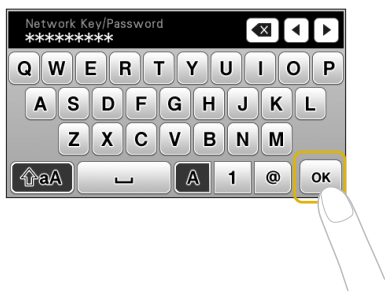 Network Key/Password
*********
Q W E R T Y U I O P
A S D F G H J K L
Z X C V B N M
aA A 1 @ OK